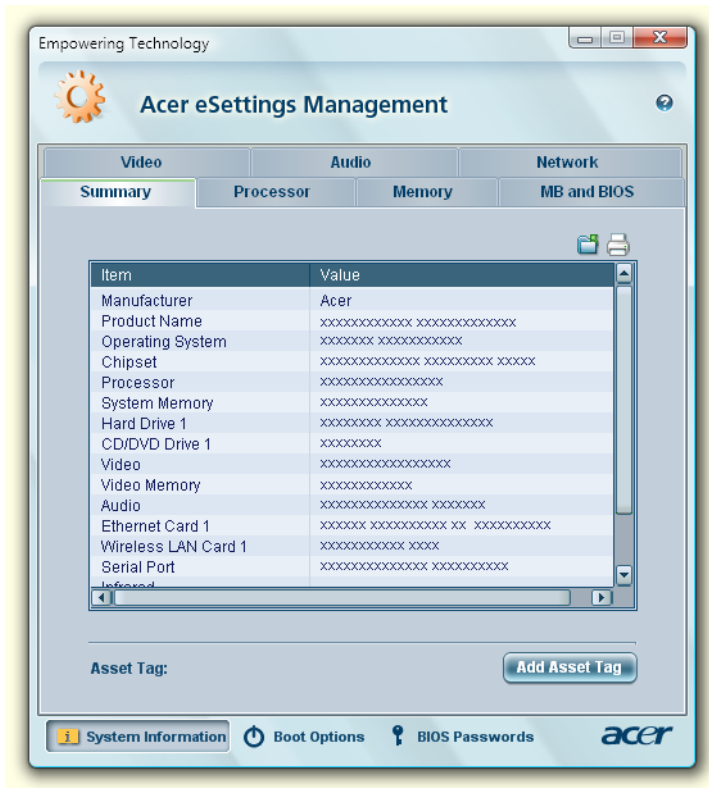 Empowering Technology
Acer eSettings Management
Video Audio Network
Summary Processor Memory MB and BIOS
Item Value
Manufacturer Acer
Product Name xxxxxxxxxxxx xxxxxxxxxxxxx
Operating System xxxxxxx xxxxxxxxxxx
Chipset xxxxxxxxxxxxx xxxxxxxxx xxxxx
Processor xxxxxxxxxxxxxxxx
System Memory xxxxxxxxxxxxxx
Hard Drive 1 xxxxxxxx xxxxxxxxxxxxxx
CD/DVD Drive 1 xxxxxxxx
Video xxxxxxxxxxxxxxxxx
Video Memory xxxxxxxxxxxx
Audio xxxxxxxxxxxxxx xxxxxxx
Ethernet Card 1 xxxxxx xxxxxxxxxx xx xxxxxxxxxx
Wireless LAN Card 1 xxxxxxxxxxx xxxx
Serial Port xxxxxxxxxxxxxx xxxxxxxxxx
Infrared
Asset Tag: Add Asset Tag
System Information Boot Options BIOS Passwords acer